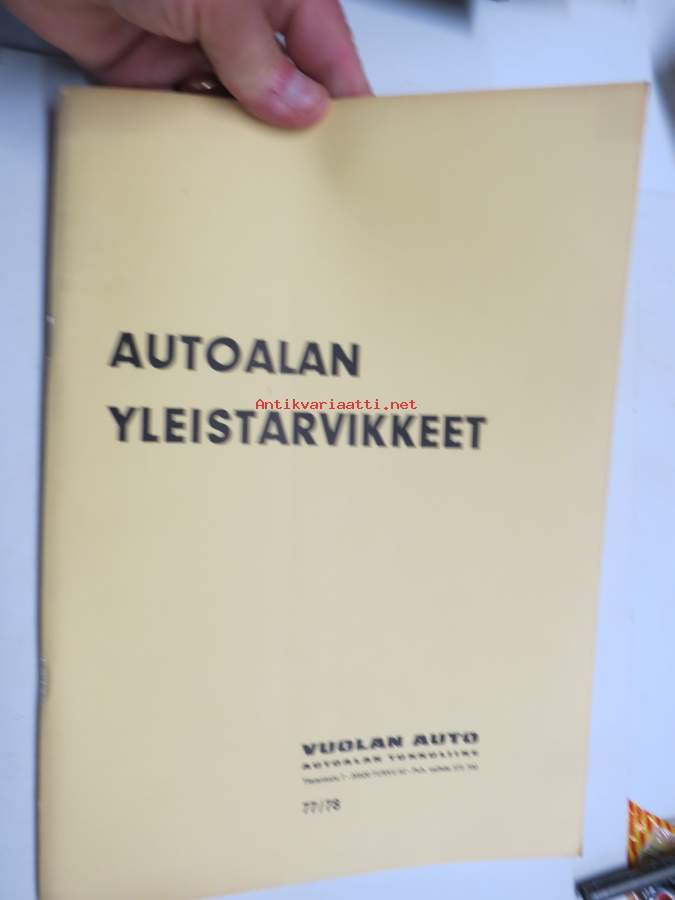 AUTOALAN
Antikvariaatti.net
YLEISTARVIKKEET
VUOLAN AUTO
AUTOALAN TUKKULIIKE
77/78